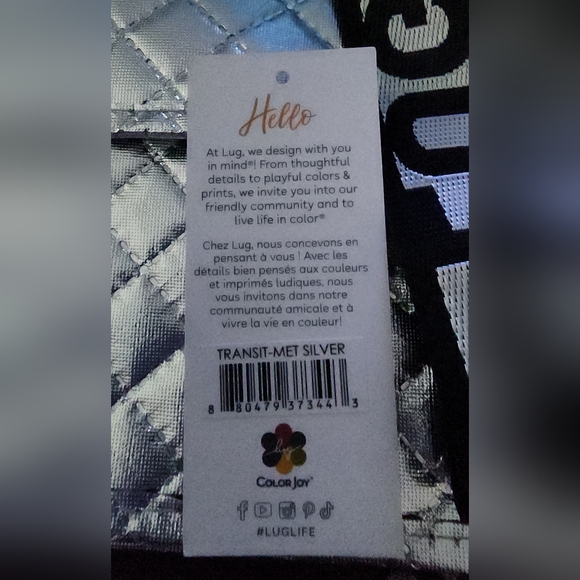 Hello
At Lug, we design with you
in mind®! From thoughtful
details to playful colors &
prints, we invite you into our
friendly community and to
live life in color®
Chez Lug, nous concevons en
pensant à vous ! Avec les
détails bien pensés aux couleurs
et imprimés ludiques, nous
vous invitons dans notre
communauté amicale et à
vivre la vie en couleur!
TRANSIT-MET SILVER
8 80479 37344 3
COLOR JOY
#LUGLIFE